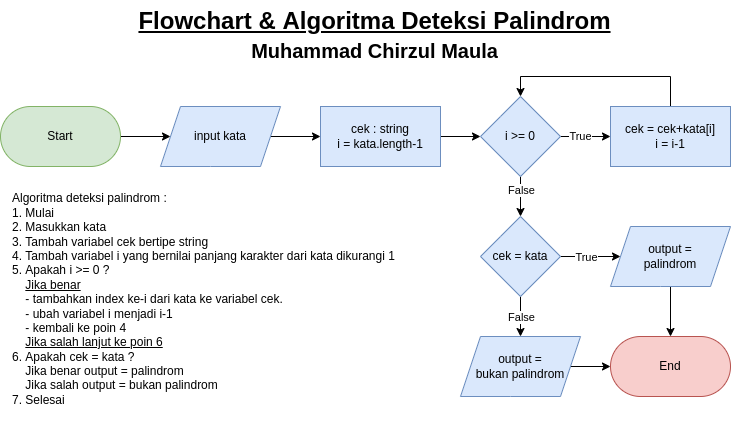 Flowchart & Algoritma Deteksi Palindrom
Muhammad Chirzul Maula
Start
input kata
cek : string
i = kata.length-1
i >= 0
True
cek = cek+kata[i]
i = i-1
False
cek = kata
True
output =
palindrom
False
output =
bukan palindrom
End
Algoritma deteksi palindrom :
1. Mulai
2. Masukkan kata
3. Tambah variabel cek bertipe string
4. Tambah variabel i yang bernilai panjang karakter dari kata dikurangi 1
5. Apakah i >= 0 ?
Jika benar
- tambahkan index ke-i dari kata ke variabel cek.
- ubah variabel i menjadi i-1
- kembali ke poin 4
Jika salah lanjut ke poin 6
6. Apakah cek = kata ?
Jika benar output = palindrom
Jika salah output = bukan palindrom
7. Selesai